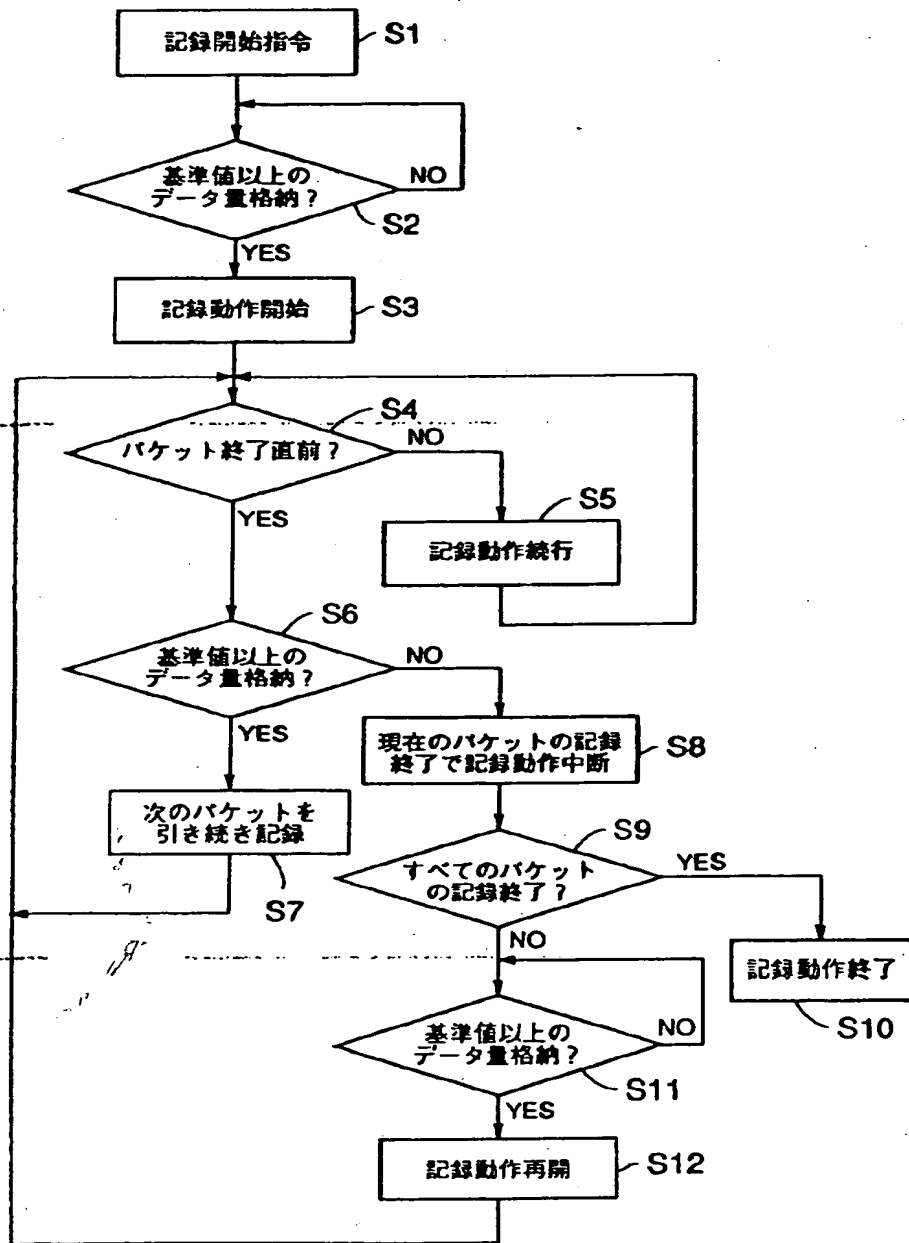 記録開始指令
S1
基準値以上の
データ量格納?
NO
S2
YES
記録動作開始
S3
S4
パケット終了直前?
NO
YES
S5
記録動作続行
S6
基準値以上の
データ量格納?
NO
YES
現在のパケットの記録
終了で記録動作中断
S8
次のパケットを
引き続き記録
S7
S9
すべてのパケット
の記録終了?
YES
NO
記録動作終了
S10
基準値以上の
データ量格納?
NO
S11
YES
記録動作再開
S12